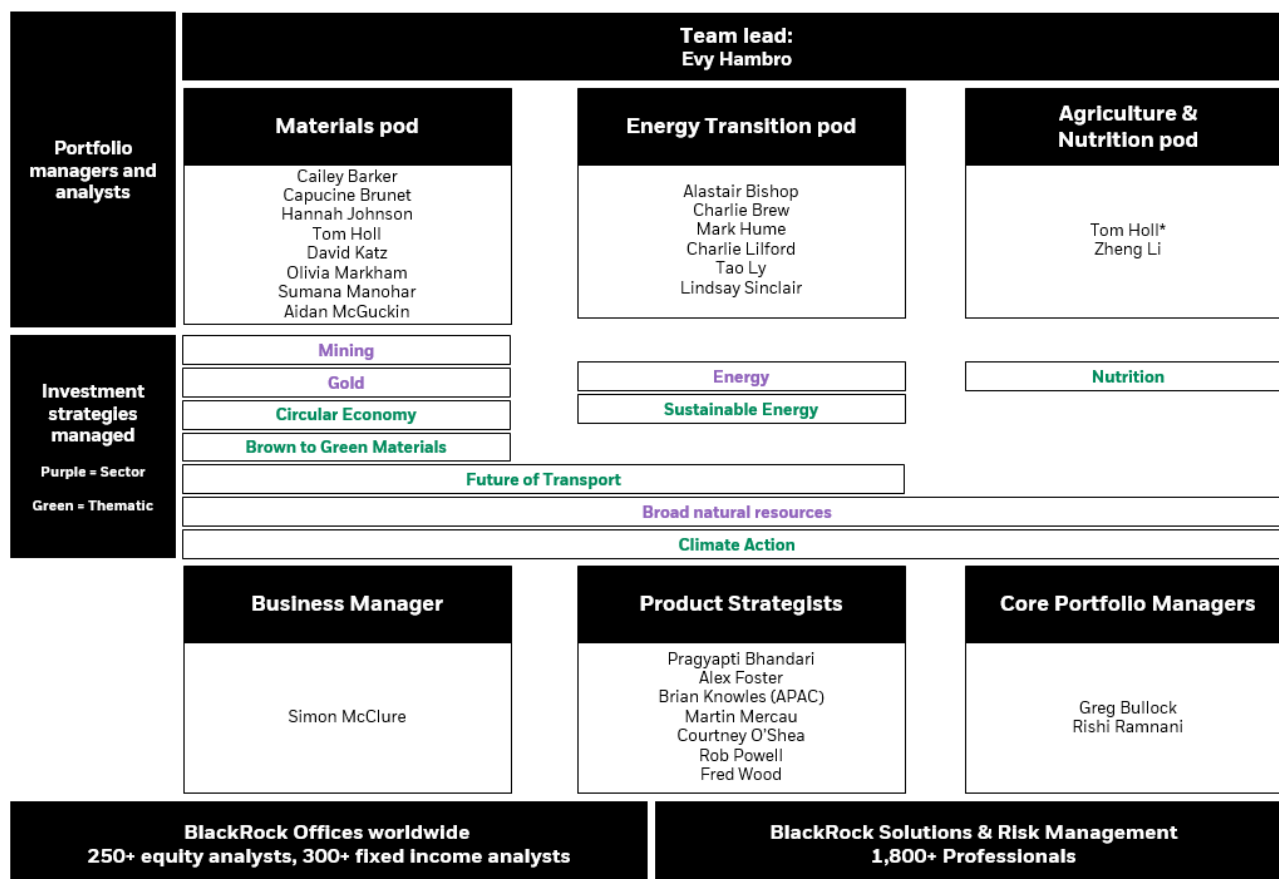 Team lead:
Evy Hambro
Portfolio
managers and
analysts
Materials pod
Cailey Barker
Capucine Brunet
Hannah Johnson
Tom Holl
David Katz
Olivia Markham
Sumana Manohar
Aidan McGuckin
Energy Transition pod
Alastair Bishop
Charlie Brew
Mark Hume
Charlie Lilford
Tao Ly
Lindsay Sinclair
Agriculture &
Nutrition pod
Tom Holl*
Zheng Li
Investment
strategies
managed
Purple = Sector
Green = Thematic
Mining
Gold
Energy
Nutrition
Circular Economy
Sustainable Energy
Brown to Green Materials
Future of Transport
Broad natural resources
Climate Action
Business Manager
Simon McClure
Product Strategists
Pragyapti Bhandari
Alex Foster
Brian Knowles (APAC)
Martin Mercau
Courtney O'Shea
Rob Powell
Fred Wood
Core Portfolio Managers
Greg Bullock
Rishi Ramnani
BlackRock Offices worldwide
250+ equity analysts, 300+ fixed income analysts
BlackRock Solutions & Risk Management
1,800+ Professionals